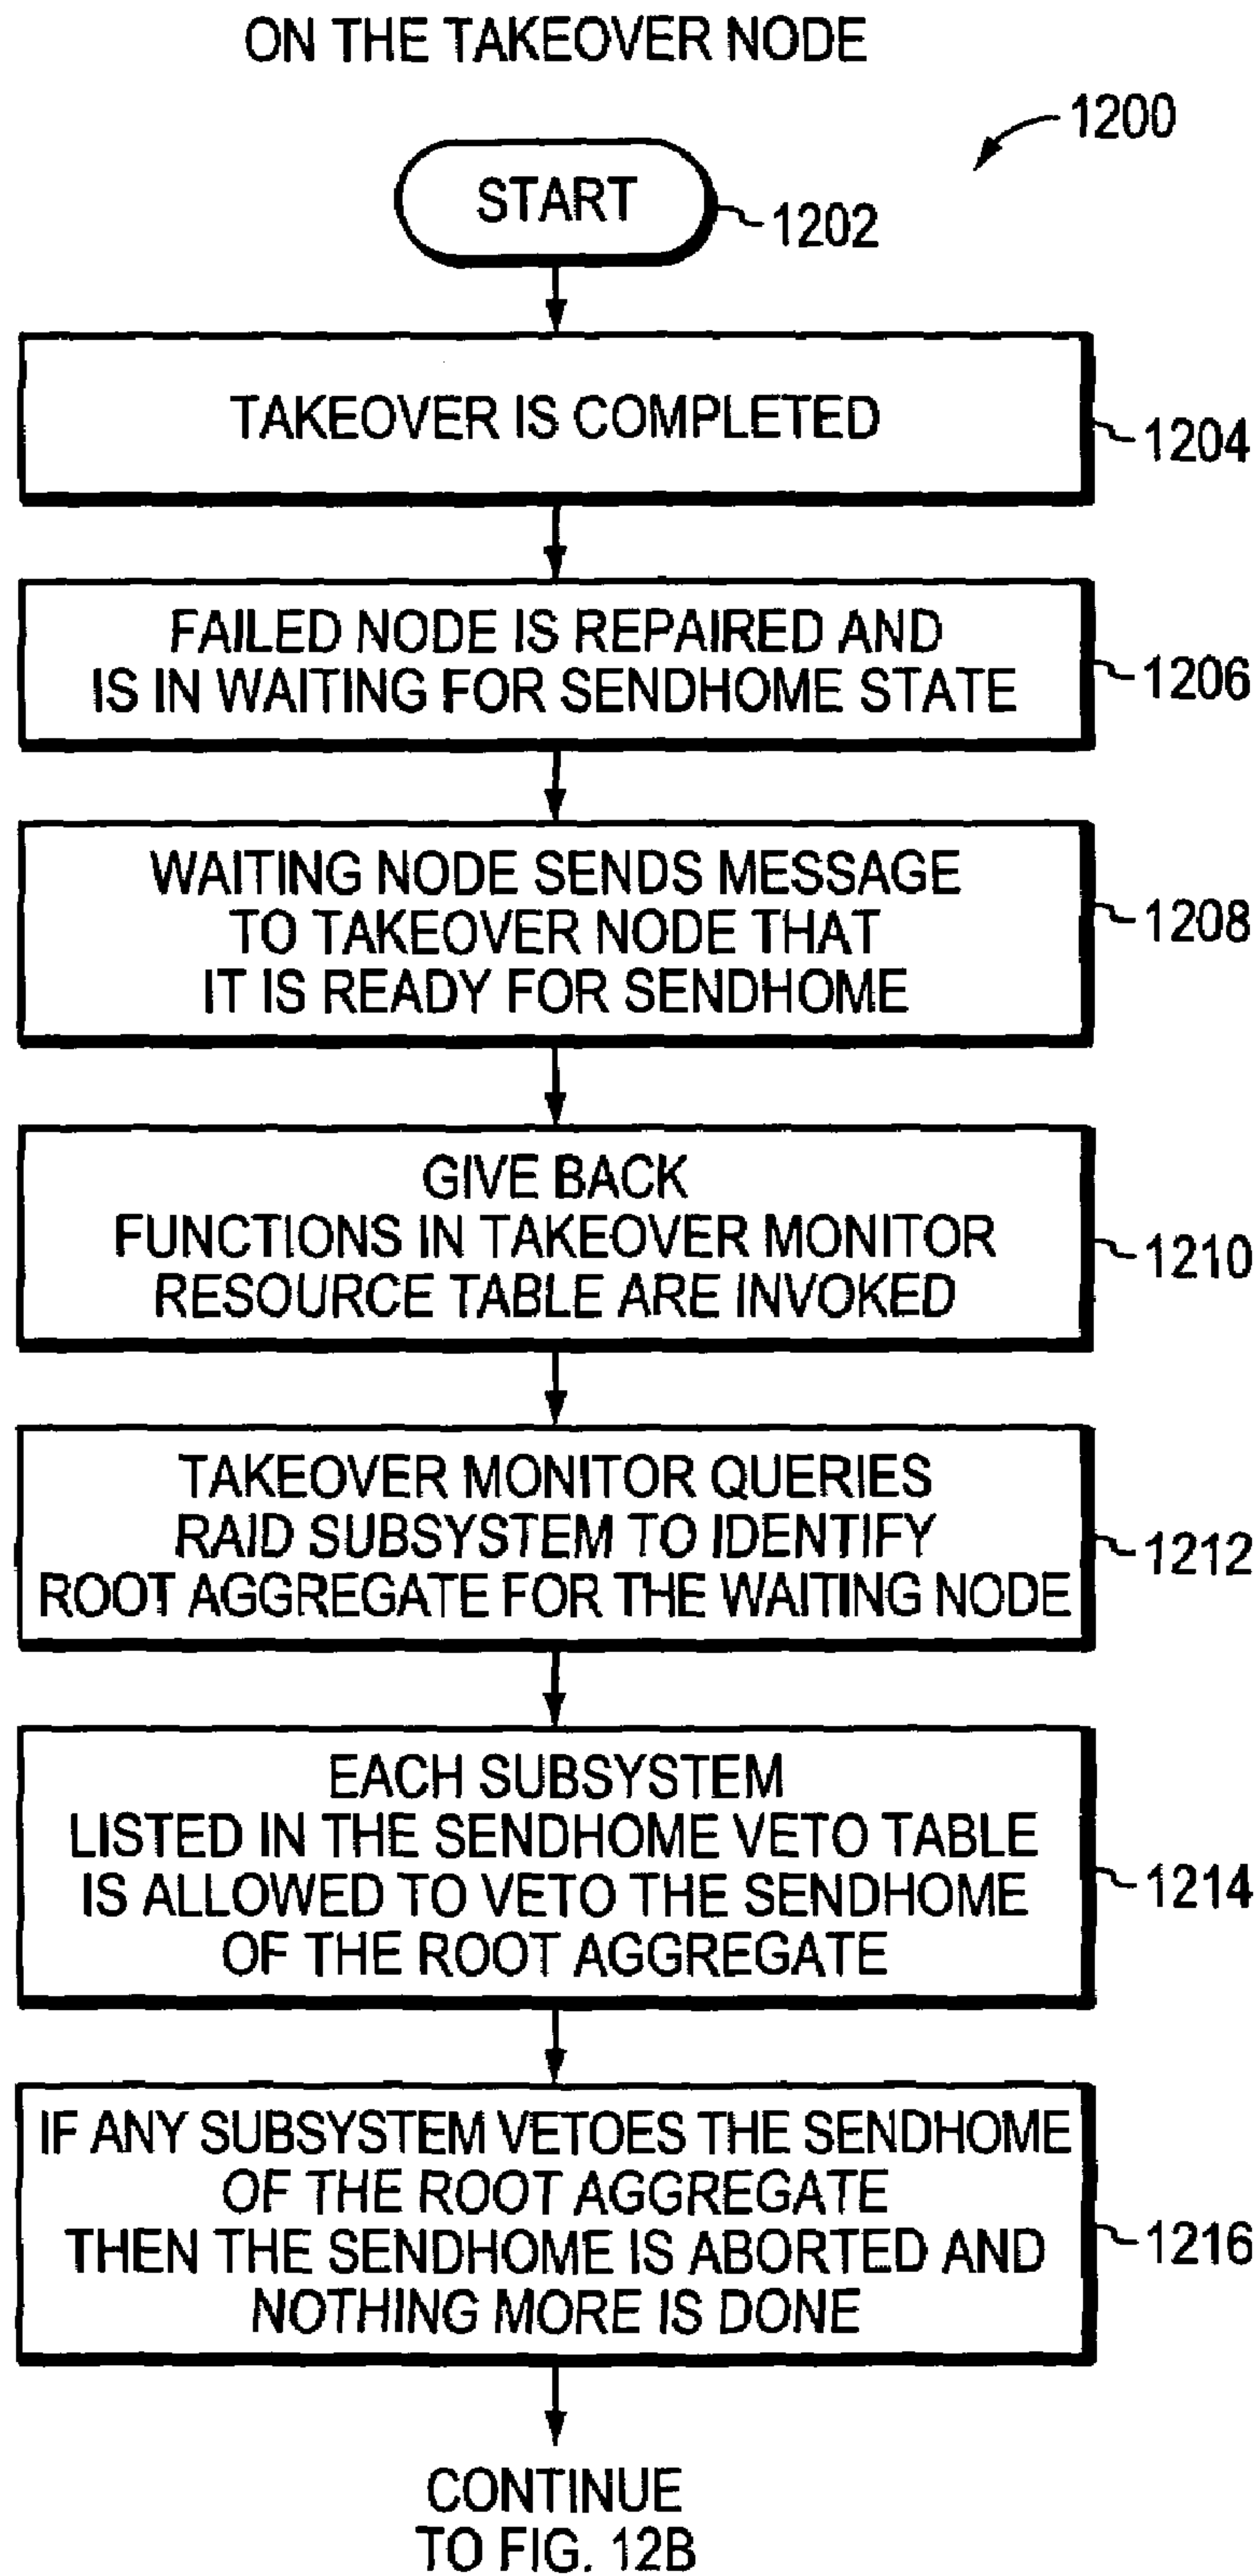 ON THE TAKEOVER NODE
1200
START
1202
TAKEOVER IS COMPLETED
1204
FAILED NODE IS REPAIRED AND
IS IN WAITING FOR SENDHOME STATE
1206
WAITING NODE SENDS MESSAGE
TO TAKEOVER NODE THAT
IT IS READY FOR SENDHOME
1208
GIVE BACK
FUNCTIONS IN TAKEOVER MONITOR
RESOURCE TABLE ARE INVOKED
1210
TAKEOVER MONITOR QUERIES
RAID SUBSYSTEM TO IDENTIFY
ROOT AGGREGATE FOR THE WAITING NODE
1212
EACH SUBSYSTEM
LISTED IN THE SENDHOME VETO TABLE
IS ALLOWED TO VETO THE SENDHOME
OF THE ROOT AGGREGATE
1214
IF ANY SUBSYSTEM VETOES THE SENDHOME
OF THE ROOT AGGREGATE
THEN THE SENDHOME IS ABORTED AND
NOTHING MORE IS DONE
1216
CONTINUE
TO FIG. 12B